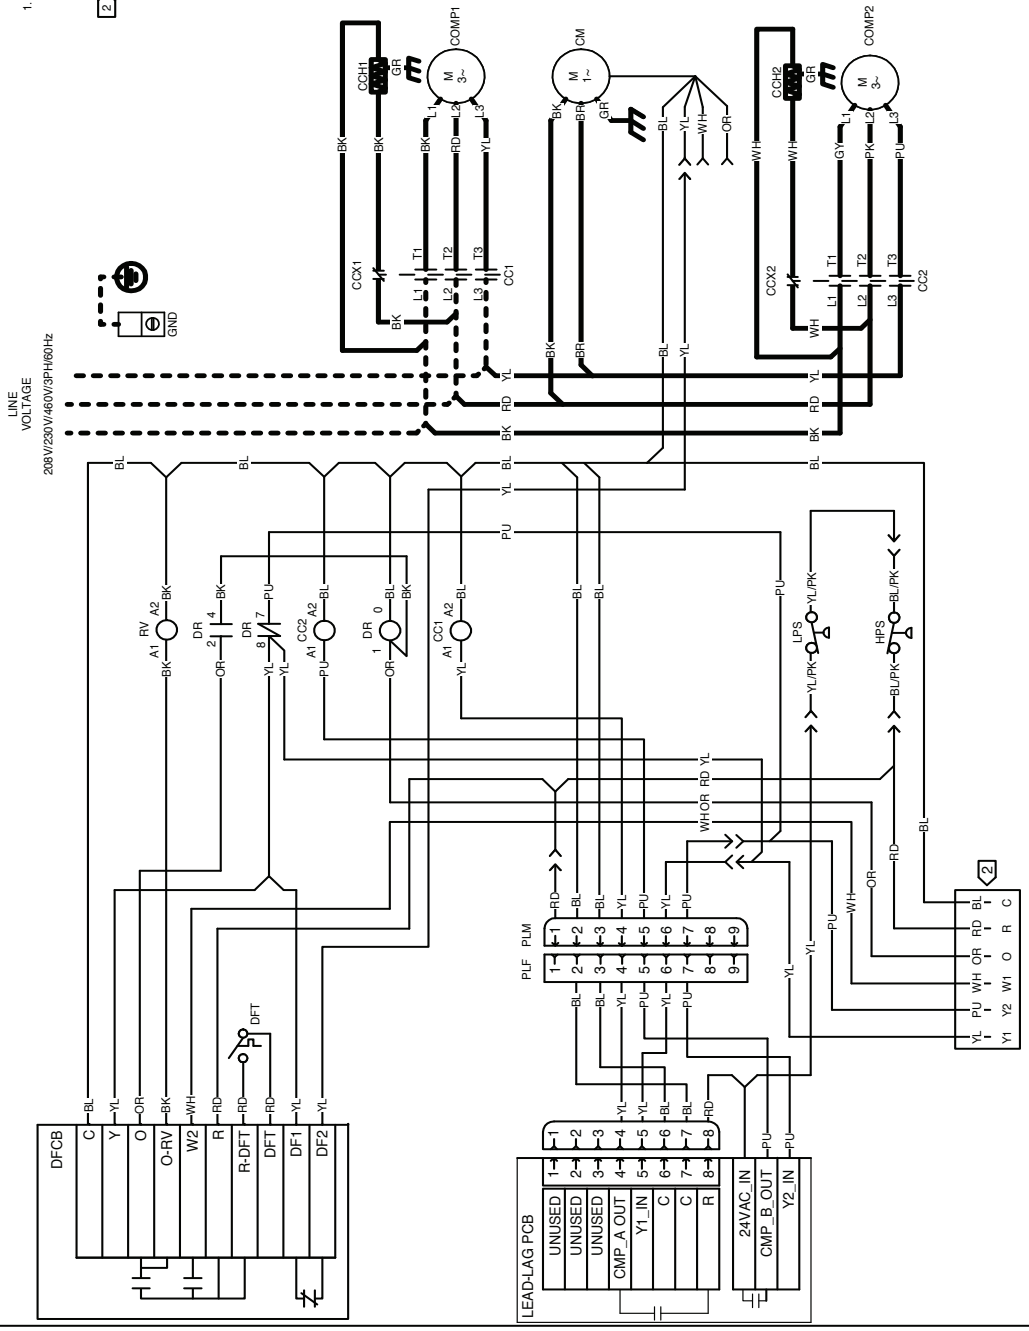 1.
2
LINE
VOLTAGE
208V/230V/460V/3PH/60Hz
GND
COMP1
M
3~
CCH1
GR
L1
L2
L3
BK
BK
BK
RD
YL
CCX1
T1
T2
T3
L1
L2
L3
CC1
BK
CM
M
1~
BK
BR
GR
BL
YL
WH
OR
BK
BR
BL
YL
COMP2
M
3~
CCH2
GR
L1
L2
L3
WH
WH
GY
PK
PU
CCX2
T1
T2
T3
L1
L2
L3
CC2
WH
YL
RD
BK
YL
RD
BK
BL
BL
BL
BL
YL
PU
RV
A1
A2
BK
BK
DR
2
4
OR
BK
DR
8
7
YL
YL
PU
CC2
A1
A2
PU
BL
DR
1
0
OR
BL
BK
CC1
A1
A2
YL
BL
BL
BL
PU
LPS
YL/PK
YL/PK
HPS
BL/PK
BL/PK
YL
RD
OR
WH
BL
RD
OR
WH
PU
YL
YL
PLM
PLF
RD
BL
BL
YL
PU
YL
PU
1
2
3
4
5
6
7
8
9
1
2
3
4
5
6
7
8
9
BL
BL
YL
PU
YL
PU
DFCB
C
Y
O
O-RV
W2
R
R-DFT
DFT
DF1
DF2
BL
YL
OR
BK
WH
RD
RD
RD
YL
YL
DFT
LEAD-LAG PCB
UNUSED
UNUSED
UNUSED
CMP_A OUT
Y1_IN
C
C
R
1
2
3
4
5
6
7
8
1
2
3
4
5
6
7
8
YL
YL
BL
BL
RD
24VAC_IN
CMP_B_OUT
Y2_IN
PU
PU
2
BL
RD
OR
WH
PU
YL
C
R
O
W1
Y2
Y1